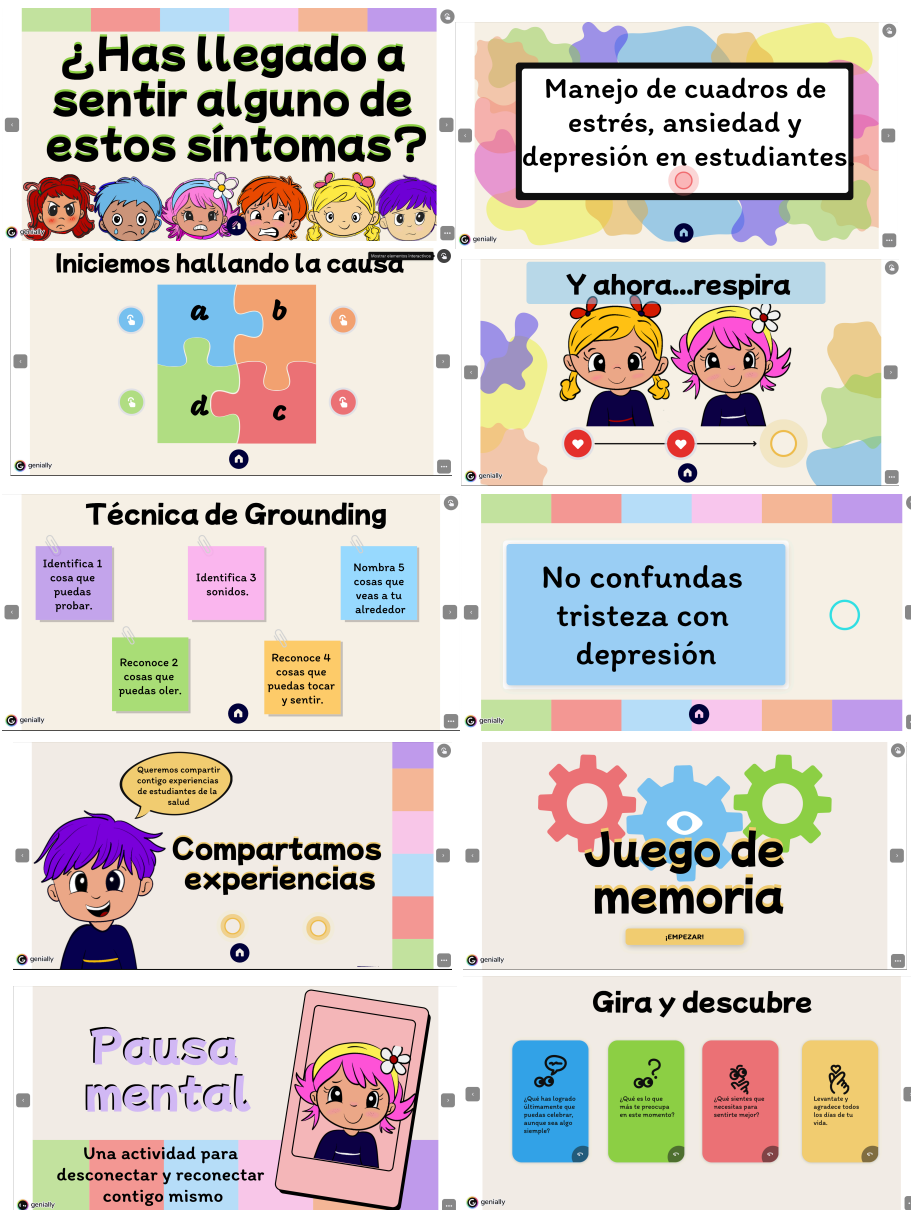 ¿Has llegado a
sentir alguno de
estos síntomas?
genially
Manejo de cuadros de
estrés, ansiedad y
depresión en estudiantes
genially
Iniciemos hallando la causa
Mostrar elementos interactivos
a
b
d
c
genially
Y ahora...respira
genially
Técnica de Grounding
Identifica 1
cosa que
puedas
probar.
Identifica 3
sonidos.
Nombra 5
cosas que
veas a tu
alrededor
Reconoce 2
cosas que
puedas oler.
Reconoce 4
cosas que
puedas tocar
y sentir.
genially
No confundas
tristeza con
depresión
genially
Queremos compartir
contigo experiencias
de estudiantes de la
salud
Compartamos
experiencias
genially
Juego de
memoria
¡EMPEZAR!
genially
Pausa
mental
Una actividad para
desconectar y reconectar
contigo mismo
genially
Gira y descubre
¿Qué has logrado
últimamente que
puedas celebrar,
aunque sea algo
siemple?
¿Qué es lo que
más te preocupa
en este momento?
¿Qué sientes que
necesitas para
sentirte mejor?
Levantate y
agradece todos
los días de tu
vida.
genially